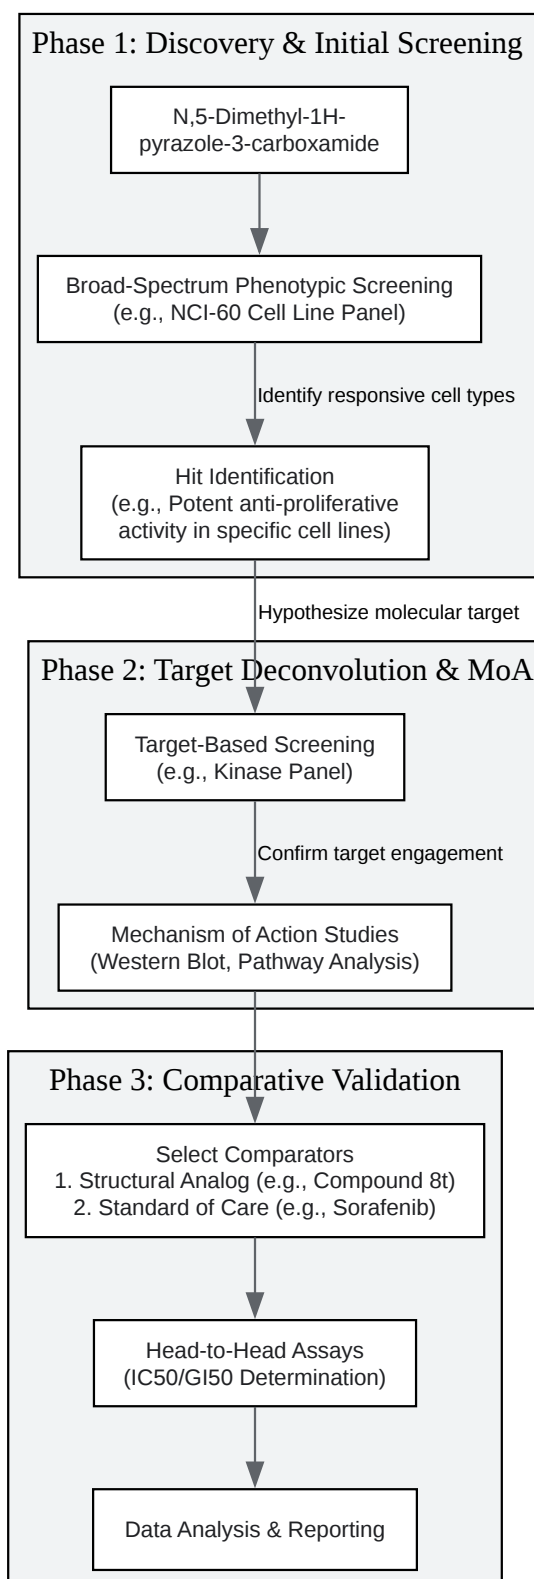 Phase 1: Discovery & Initial Screening
N,5-Dimethyl-1H-
pyrazole-3-carboxamide
Broad-Spectrum Phenotypic Screening
(e.g., NCI-60 Cell Line Panel)
Identify responsive cell types
Hit Identification
(e.g., Potent anti-proliferative
activity in specific cell lines)
Hypothesize molecular target
Phase 2: Target Deconvolution & MoA
Target-Based Screening
(e.g., Kinase Panel)
Confirm target engagement
Mechanism of Action Studies
(Western Blot, Pathway Analysis)
Phase 3: Comparative Validation
Select Comparators
1. Structural Analog (e.g., Compound 8t)
2. Standard of Care (e.g., Sorafenib)
Head-to-Head Assays
(IC50/GI50 Determination)
Data Analysis & Reporting